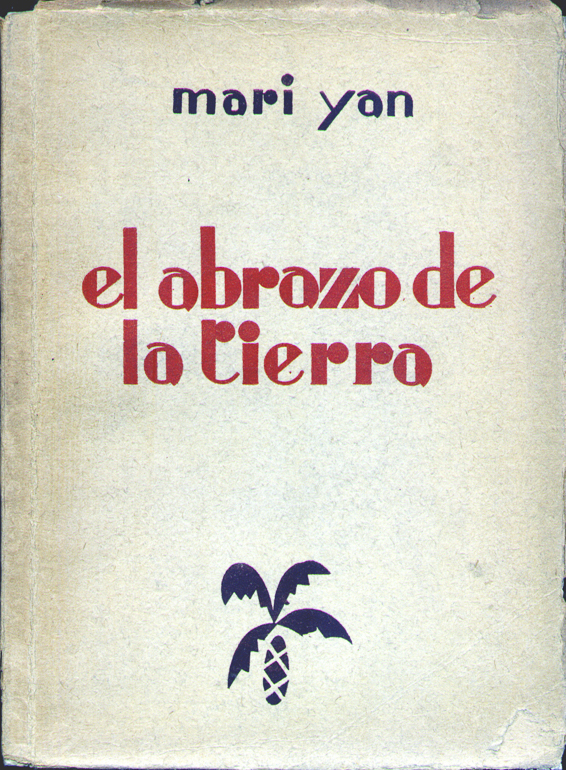 mari yan
el abrazo de
la tierra